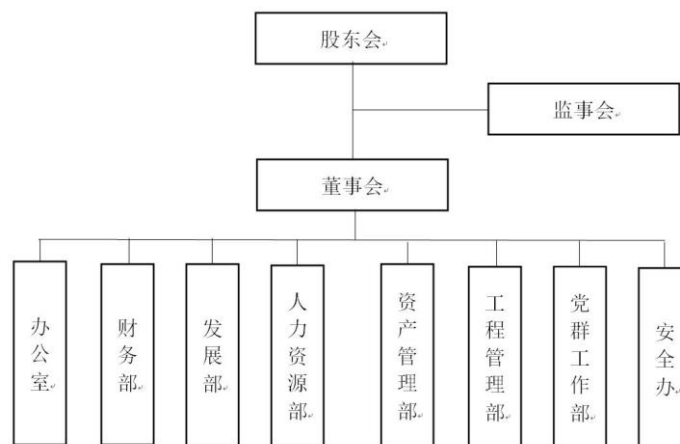 股东会
监事会
董事会
办公室
财务部
发展部
人力资源部
资产管理部
工程管理部
党群工作部
安全办